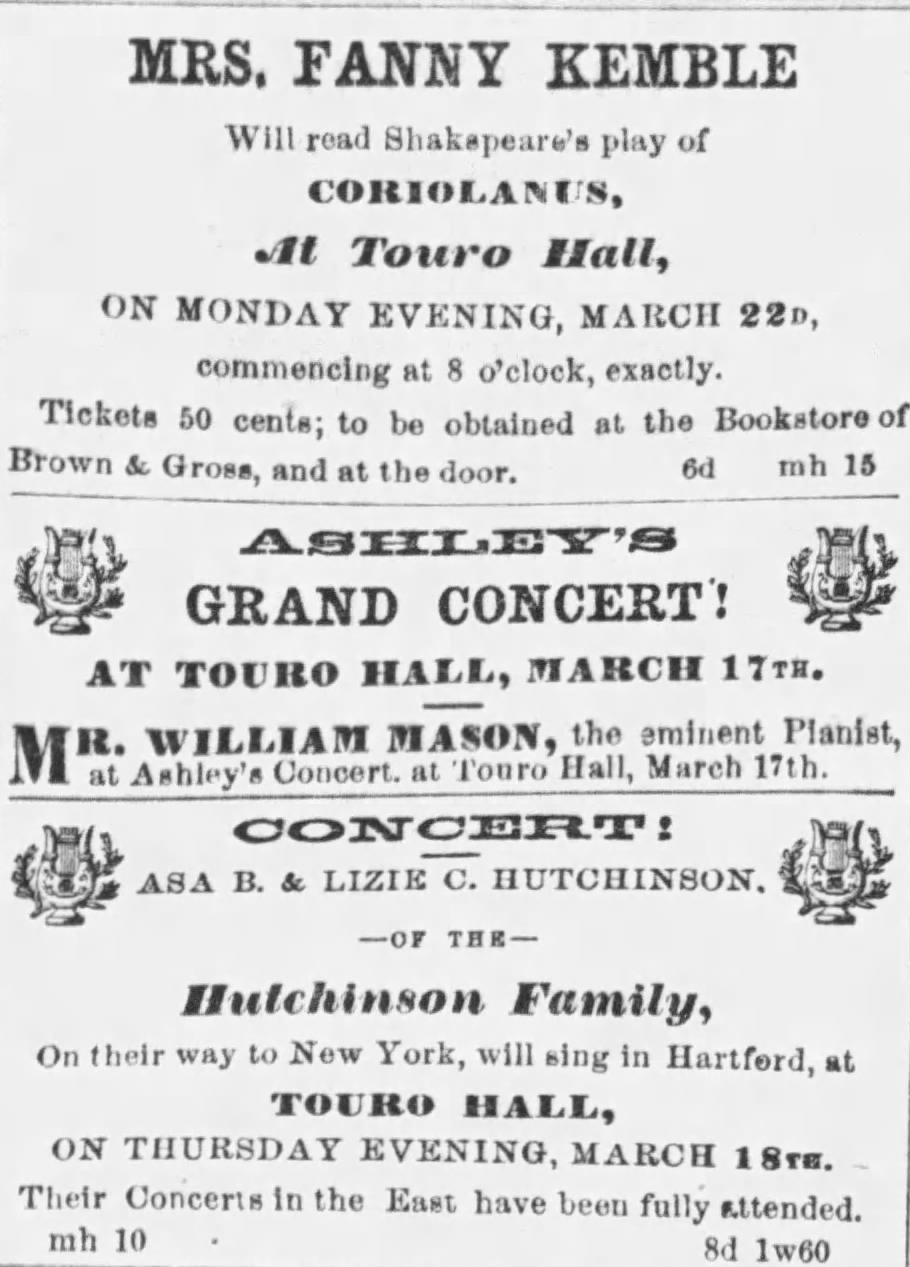 MRS. FANNY KEMBLE
Will read Shakspeare's play of
CORIOLANUS,
At Touro Hall,
ON MONDAY EVENING, MARCH 22D,
commencing at 8 o'clock, exactly.
Tickets 50 cents; to be obtained at the Bookstore of
Brown & Gross, and at the door. 6d mh 15
ASHLEY'S
GRAND CONCERT!
AT TOURO HALL, MARCH 17TH.
MR. WILLIAM MASON, the eminent Pianist,
at Ashley's Concert. at Touro Hall, March 17th.
CONCERT!
ASA B. & LIZIE C. HUTCHINSON.
—OF THE—
Hutchinson Family,
On their way to New York, will sing in Hartford, at
TOURO HALL,
ON THURSDAY EVENING, MARCH 18TH.
Their Concerts in the East have been fully attended.
mh 10 8d 1w60